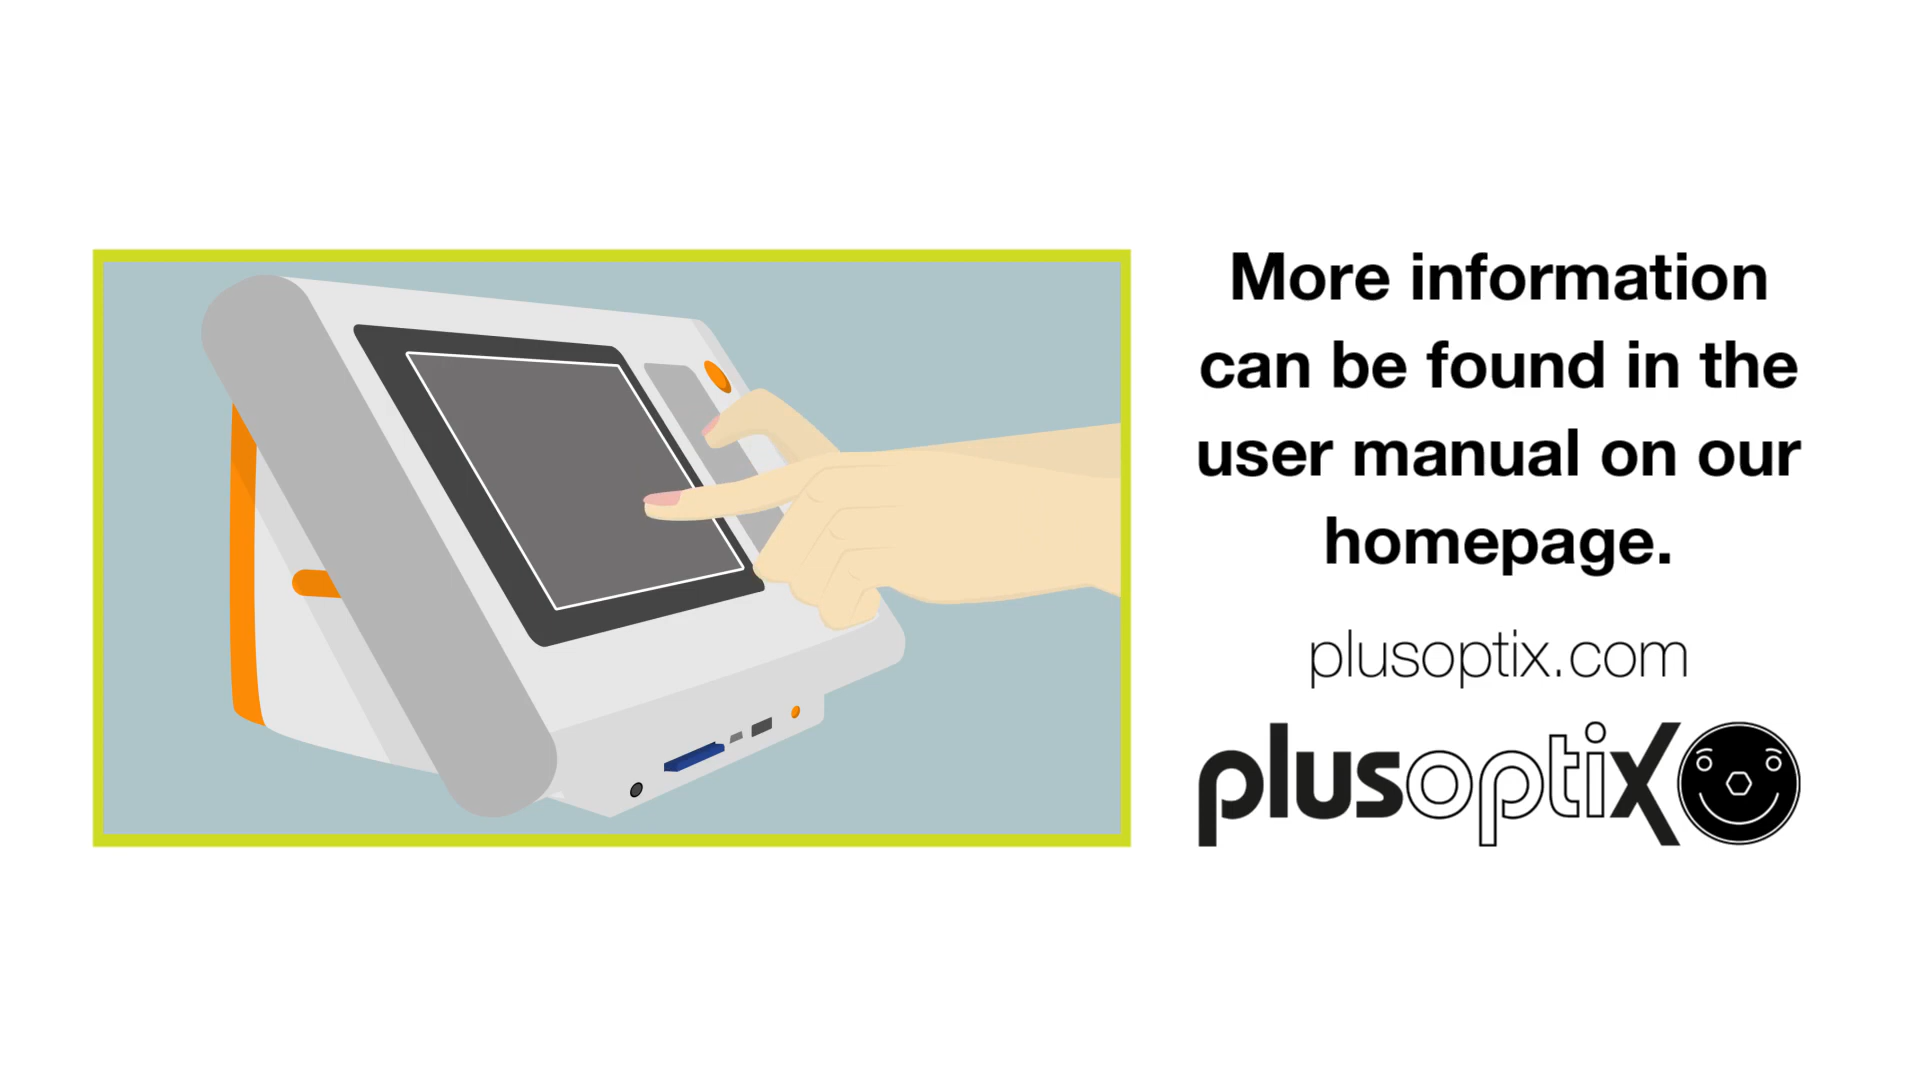 More information
can be found in the
user manual on our
homepage.
plusoptix.com
plusoptix